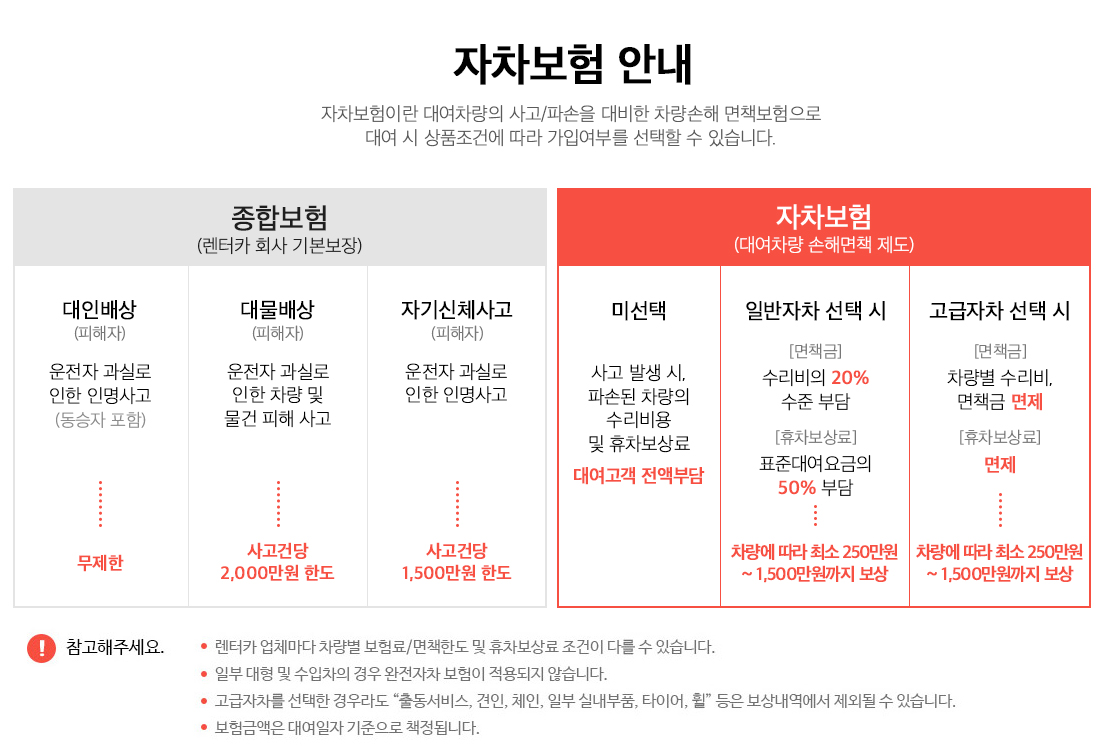 자차보험 안내
자차보험이란 대여차량의 사고/파손을 대비한 차량손해 면책보험으로
대여 시 상품조건에 따라 가입여부를 선택할 수 있습니다.
종합보험
(렌터카 회사 기본보장)
대인배상
(피해자)
운전자 과실로
인한 인명사고
(동승자 포함)
무제한
대물배상
(피해자)
운전자 과실로
인한 차량 및
물건 피해 사고
사고건당
2,000만원 한도
자기신체사고
(피해자)
운전자 과실로
인한 인명사고
사고건당
1,500만원 한도
자차보험
(대여차량 손해면책 제도)
미선택
사고 발생 시,
파손된 차량의
수리비용
및 휴차보상료
대여고객 전액부담
일반자차 선택 시
[면책금]
수리비의 20%
수준 부담
[휴차보상료]
표준대여요금의
50% 부담
차량에 따라 최소 250만원
~ 1,500만원까지 보상
고급자차 선택 시
[면책금]
차량별 수리비,
면책금 면제
[휴차보상료]
면제
차량에 따라 최소 250만원
~ 1,500만원까지 보상
! 참고해주세요.
• 렌터카 업체마다 차량별 보험료/면책한도 및 휴차보상료 조건이 다를 수 있습니다.
• 일부 대형 및 수입차의 경우 완전자차 보험이 적용되지 않습니다.
• 고급자차를 선택한 경우라도 “출동서비스, 견인, 체인, 일부 실내부품, 타이어, 휠” 등은 보상내역에서 제외될 수 있습니다.
• 보험금액은 대여일자 기준으로 책정됩니다.